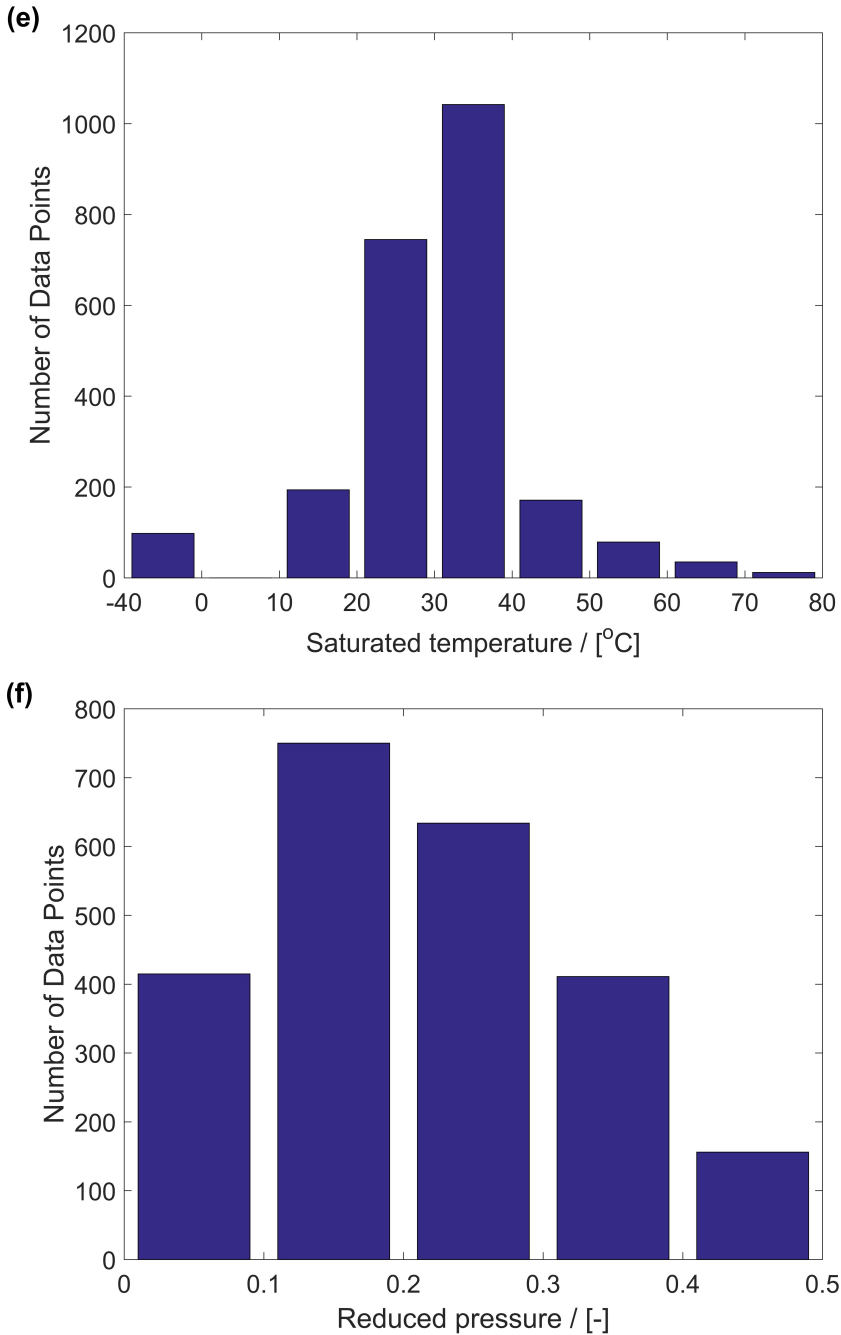 (e)
1200
1000
800
600
400
200
0
Number of Data Points
-40 0 10 20 30 40 50 60 70 80
Saturated temperature / [°C]
(f)
800
700
600
500
400
300
200
100
0
Number of Data Points
0 0.1 0.2 0.3 0.4 0.5
Reduced pressure / [-]